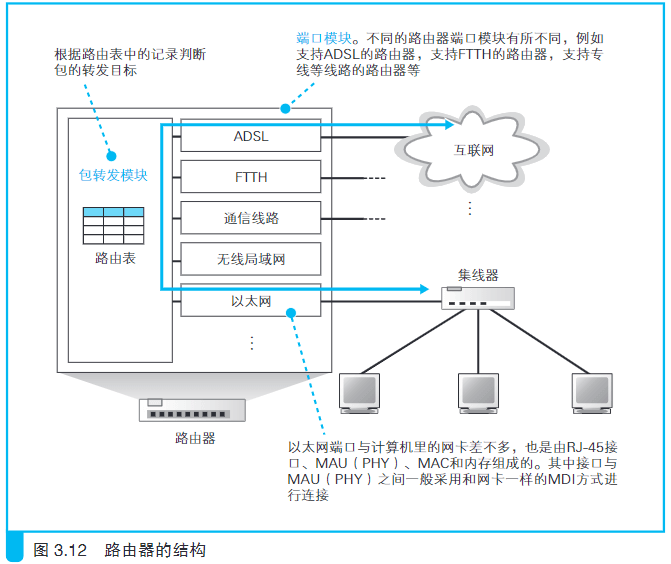 端口模块。不同的路由器端口模块有所不同，例如
支持ADSL的路由器，支持FTTH的路由器，支持专
线等线路的路由器等
根据路由表中的记录判断
包的转发目标
包转发模块
路由表
ADSL
FTTH
通信线路
无线局域网
以太网
互联网
集线器
路由器
以太网端口与计算机里的网卡差不多，也是由RJ-45接
口、MAU（PHY）、MAC和内存组成的。其中接口与
MAU（PHY）之间一般采用和网卡一样的MDI方式进
行连接
图 3.12 路由器的结构